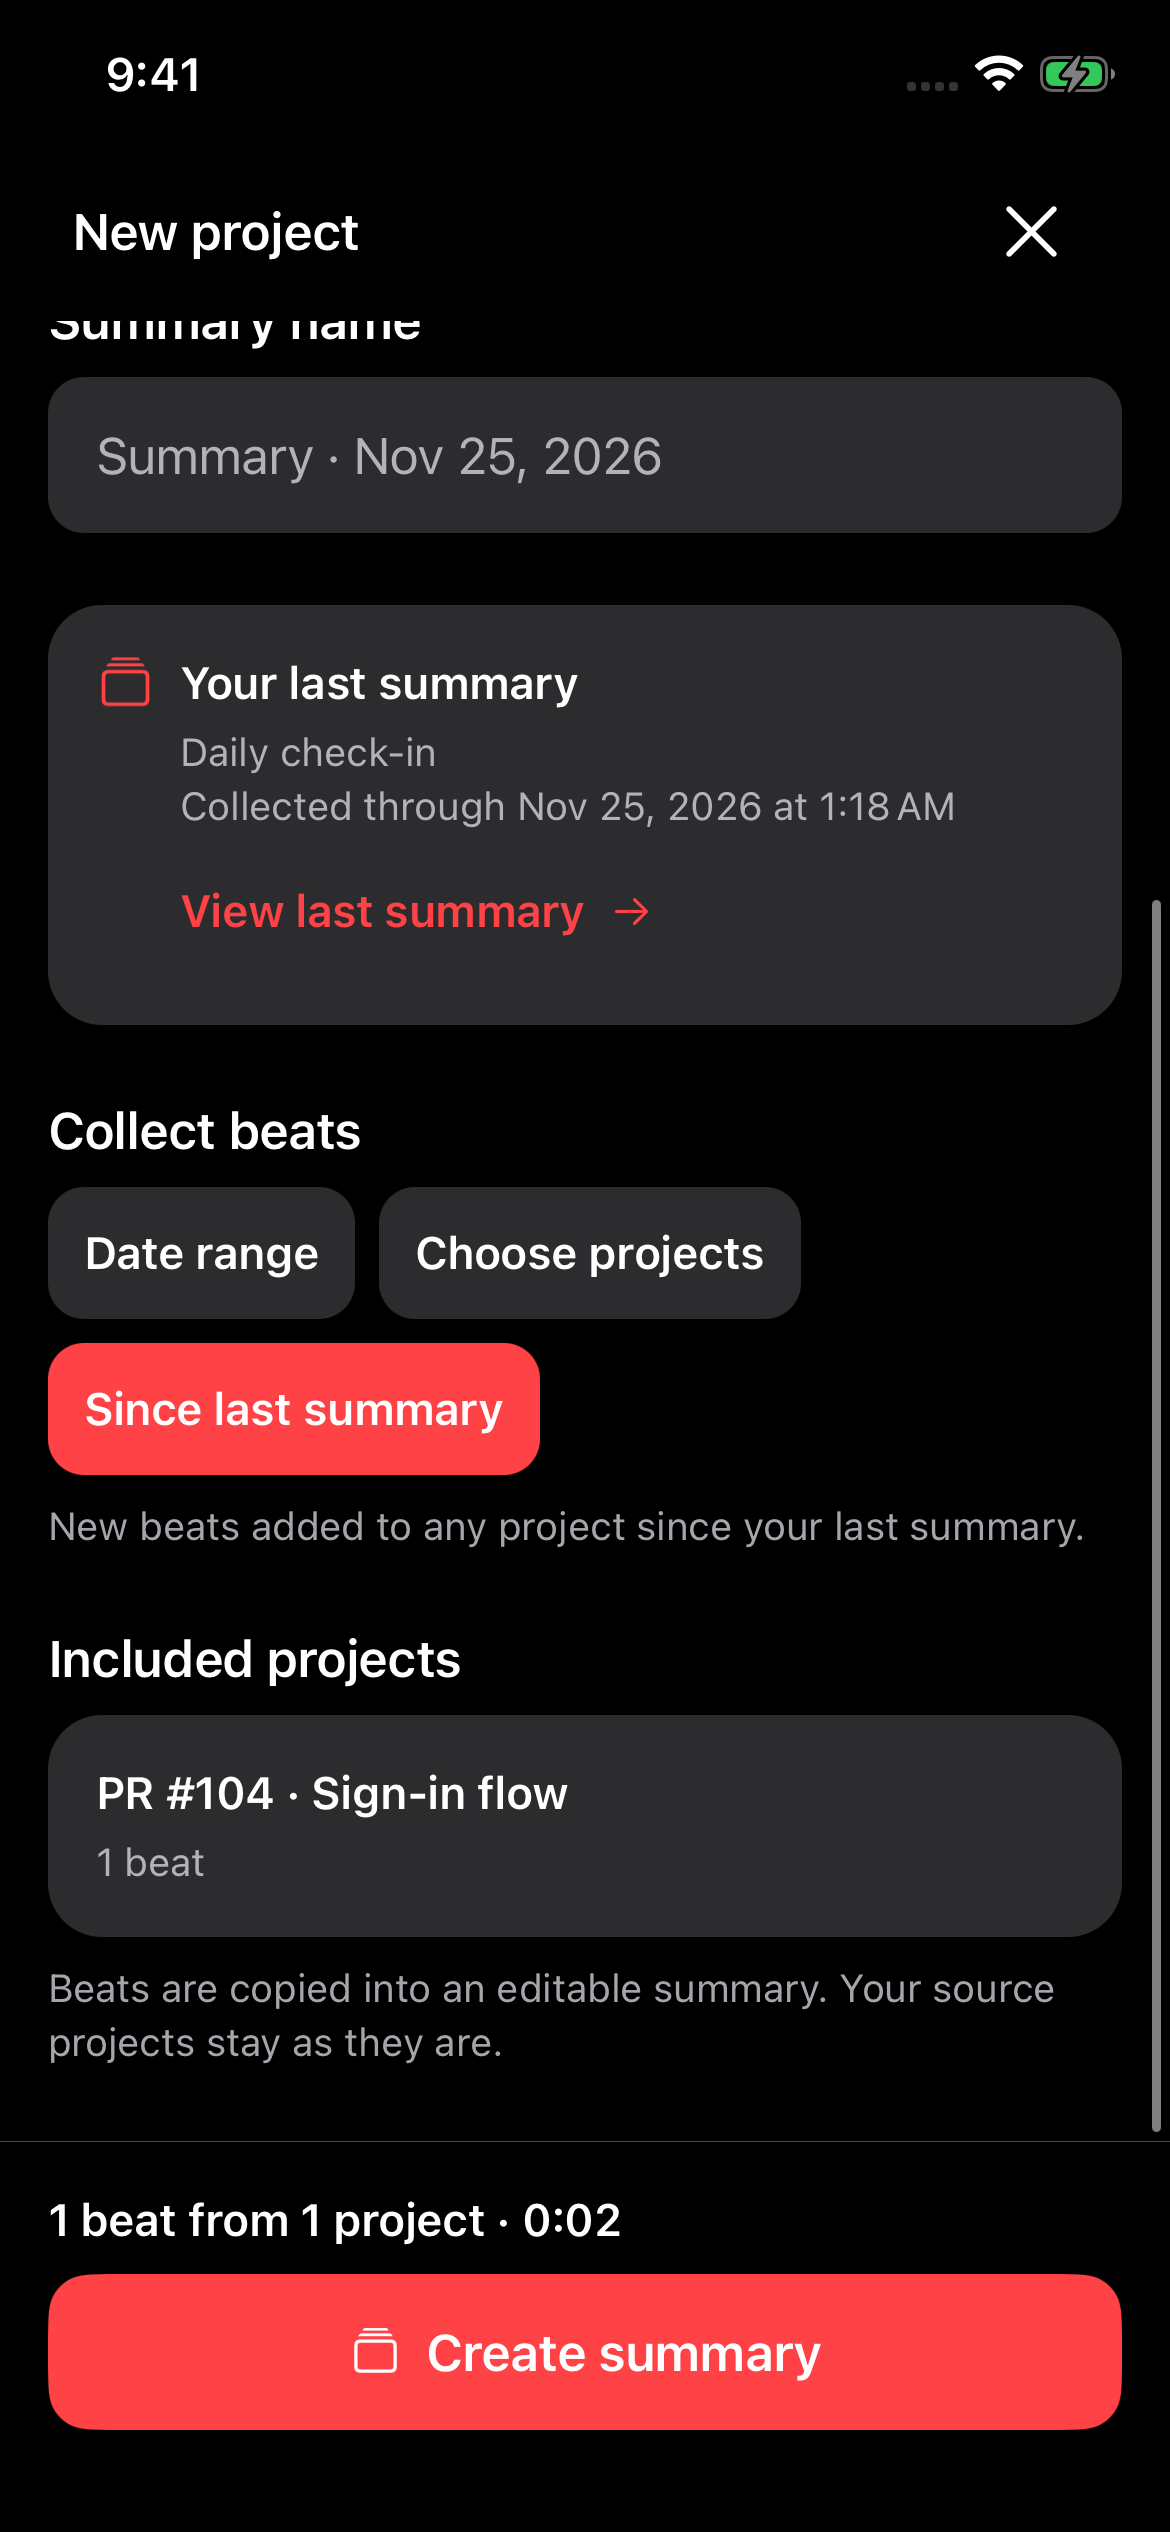 9:41
New project
Summary name
Summary · Nov 25, 2026
Your last summary
Daily check-in
Collected through Nov 25, 2026 at 1:18 AM
View last summary →
Collect beats
Date range
Choose projects
Since last summary
New beats added to any project since your last summary.
Included projects
PR #104 · Sign-in flow
1 beat
Beats are copied into an editable summary. Your source
projects stay as they are.
1 beat from 1 project · 0:02
Create summary